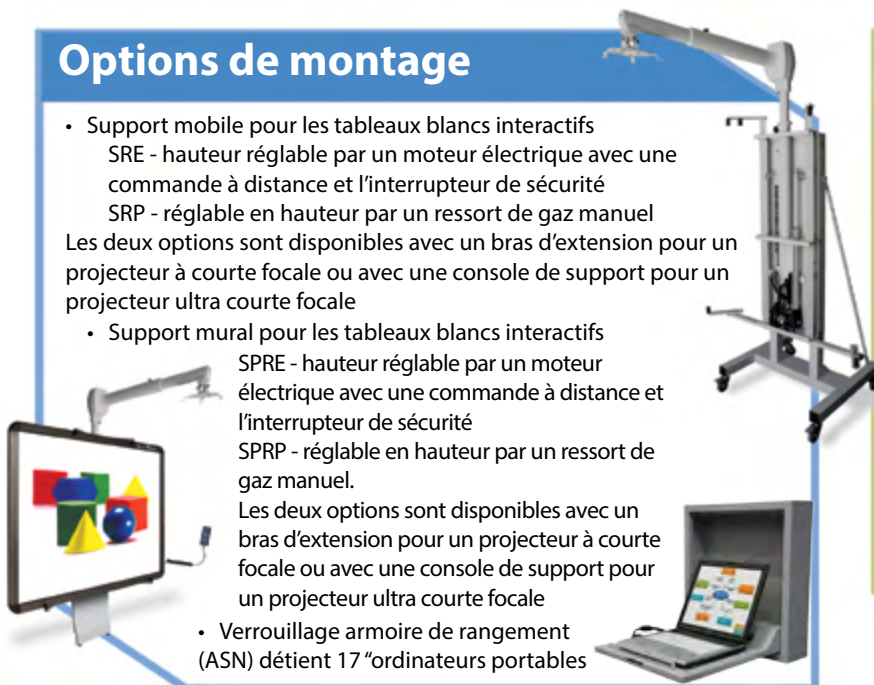 Options de montage
• Support mobile pour les tableaux blancs interactifs
SRE - hauteur réglable par un moteur électrique avec une
commande à distance et l'interrupteur de sécurité
SRP - réglable en hauteur par un ressort de gaz manuel
Les deux options sont disponibles avec un bras d'extension pour un
projecteur à courte focale ou avec une console de support pour un
projecteur ultra courte focale
• Support mural pour les tableaux blancs interactifs
SPRE - hauteur réglable par un moteur
électrique avec une commande à distance et
l'interrupteur de sécurité
SPRP - réglable en hauteur par un ressort de
gaz manuel.
Les deux options sont disponibles avec un
bras d'extension pour un projecteur à courte
focale ou avec une console de support pour
un projecteur ultra courte focale
• Verrouillage armoire de rangement
(ASN) détient 17 “ordinateurs portables